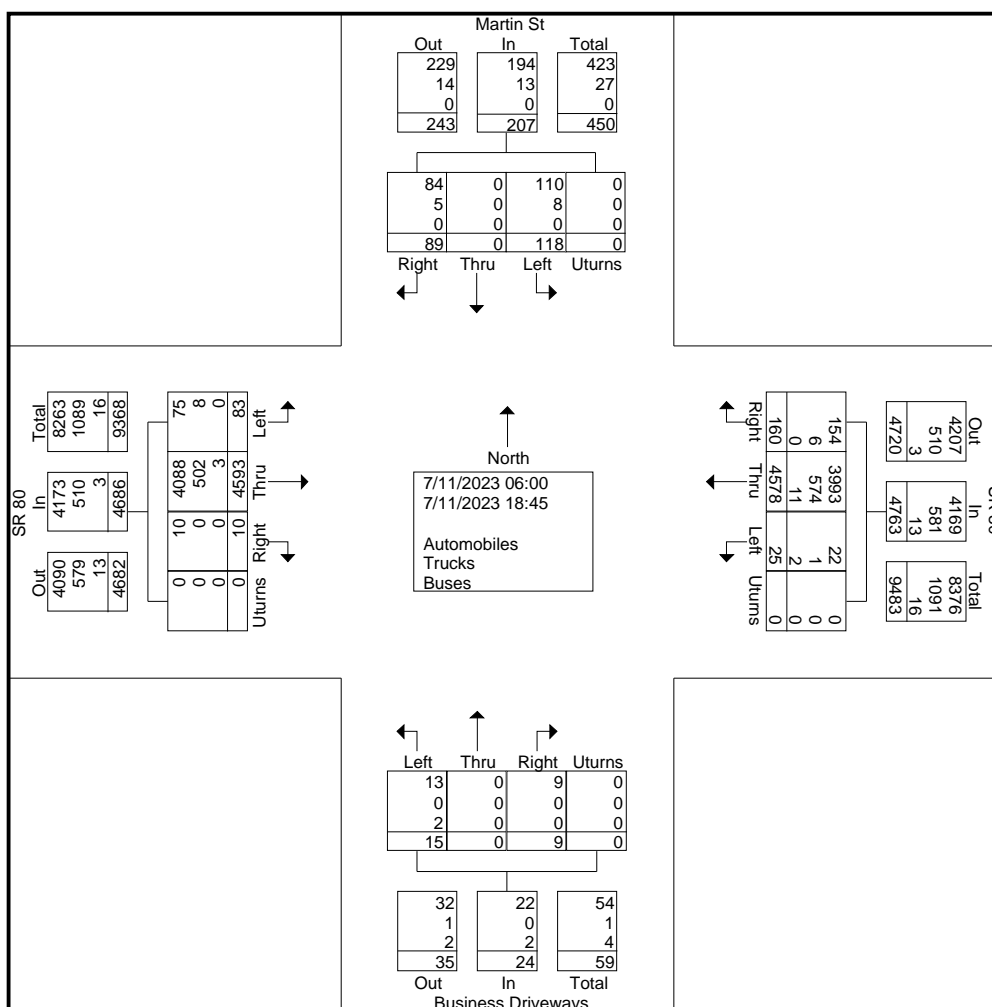 Martin St
Out In Total
229 194 423
14 13 27
0 0 0
243 207 450
84 0 110 0
5 0 8 0
0 0 0 0
89 0 118 0
Right Thru Left Uturns
SR 80
Total In Out
8263 4173 4090
1089 510 579
16 3 13
9368 4686 4682
75 4088 10 0
8 502 0 0
0 3 0 0
83 4593 10 0
Left Thru Right Uturns
North
7/11/2023 06:00
7/11/2023 18:45
Automobiles
Trucks
Buses
Right Thru Left Uturns
160 4578 25 0
0 11 2 0
6 574 1 0
154 3993 22 0
Out In Total
4207 4169 8376
510 581 1091
3 13 16
4720 4763 9483
Left Thru Right Uturns
13 0 9 0
0 0 0 0
2 0 0 0
15 0 9 0
32 22 54
1 0 1
2 2 4
35 24 59
Out In Total
Business Driveways